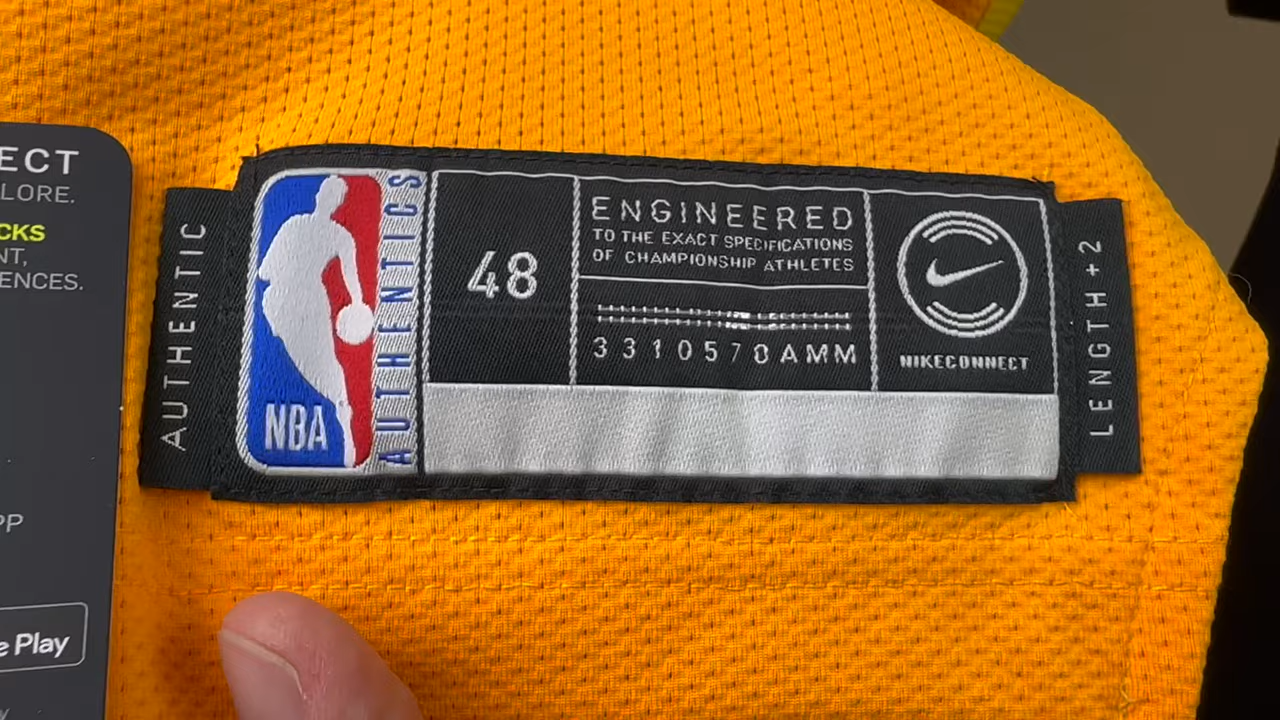 ECT
LORE.
CKS
NT,
ENCES.
PP
e Play
AUTHENTIC
NBA
AUTHENTICS
48
ENGINEERED
TO THE EXACT SPECIFICATIONS
OF CHAMPIONSHIP ATHLETES
3310570AMM
NIKECONNECT
LENGTH+2